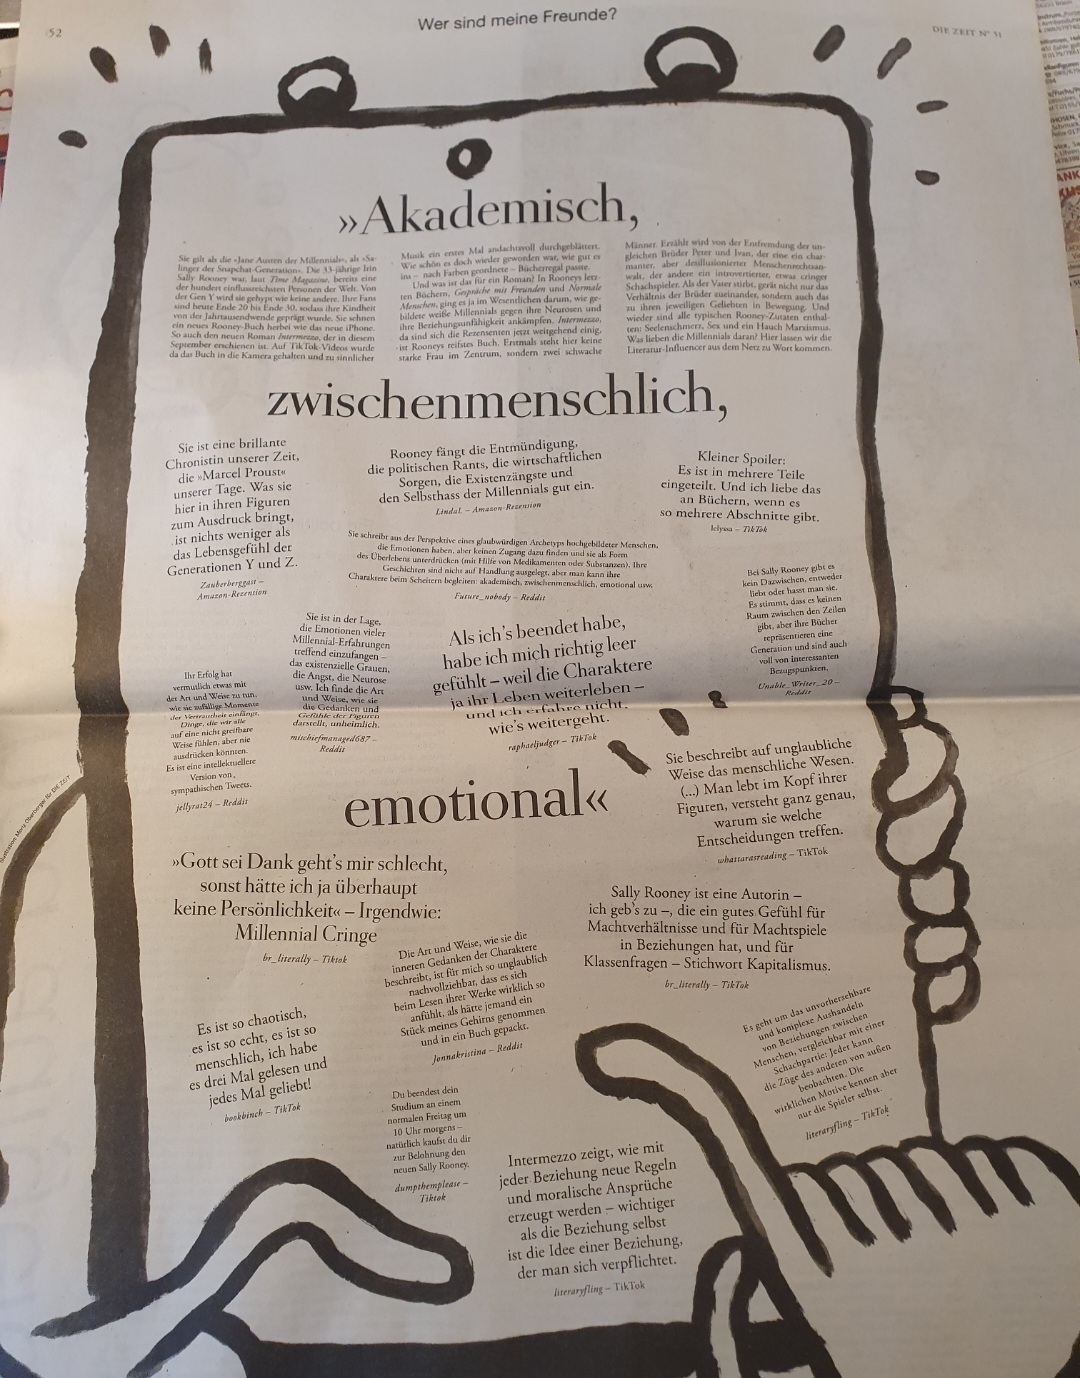 52
Wer sind meine Freunde?
DIE ZEIT N° 51
»Akademisch,
Sie gilt als die »Jane Austen der Millennials«, als »Sa-
linger der Snapchat-Generation«. Die 33-jährige Irin
Sally Rooney war, laut Time Magazine, bereits eine
der hundert einflussreichsten Personen der Welt. Von
der Gen Y wird sie gehypt wie keine andere. Ihre Fans
sind heute Ende 20 bis Ende 30, sodass ihre Kindheit
von der Jahrtausendwende geprägt wurde. Sie sehnen
ein neues Rooney-Buch herbei wie das neue iPhone.
So auch den neuen Roman Intermezzo, der in diesem
September erschienen ist. Auf TikTok-Videos wurde
da das Buch in die Kamera gehalten und zu sinnlicher
Musik ein erstes Mal andachtsvoll durchgeblättert.
Wie schön es doch wieder geworden war, wie gut es
ins – nach Farben geordnete – Bücherregal passte.
Und was ist das für ein Roman? In Rooneys letz-
ten Büchern, Gespräche mit Freunden und Normale
Menschen, ging es ja im Wesentlichen darum, wie ge-
bildete weiße Millennials gegen ihre Neurosen und
ihre Beziehungsunfähigkeit ankämpfen. Intermezzo,
da sind sich die Rezensenten jetzt weitgehend einig,
ist Rooneys reifstes Buch. Erstmals steht hier keine
starke Frau im Zentrum, sondern zwei schwache
Männer. Erzählt wird von der Entfremdung der un-
gleichen Brüder Peter und Ivan, der eine ein char-
manter, aber desillusionierter Menschenrechtsan-
walt, der andere ein introvertierter, etwas cringer
Schachspieler. Als der Vater stirbt, gerät nicht nur das
Verhältnis der Brüder zueinander, sondern auch das
zu ihren jeweiligen Geliebten in Bewegung. Und
wieder sind alle typischen Rooney-Zutaten enthal-
ten: Seelenschmerz, Sex und ein Hauch Marxismus.
Was lieben die Millennials daran? Hier lassen wir die
Literatur-Influencer aus dem Netz zu Wort kommen.
zwischenmenschlich,
Sie ist eine brillante
Chronistin unserer Zeit,
die »Marcel Proust«
unserer Tage. Was sie
hier in ihren Figuren
zum Ausdruck bringt,
ist nichts weniger als
das Lebensgefühl der
Generationen Y und Z.
Zauberberggast –
Amazon-Rezension
Rooney fängt die Entmündigung,
die politischen Rants, die wirtschaftlichen
Sorgen, die Existenzängste und
den Selbsthass der Millennials gut ein.
LindaL – Amazon-Rezension
Kleiner Spoiler:
Es ist in mehrere Teile
eingeteilt. Und ich liebe das
an Büchern, wenn es
so mehrere Abschnitte gibt.
– TikTok
Sie schreibt aus der Perspektive eines glaubwürdigen Archetyps hochgebildeter Menschen,
die Emotionen haben, aber keinen Zugang dazu finden und sie als Form
des Überlebens unterdrücken (mit Hilfe von Medikamenten oder Substanzen). Ihre
Geschichten sind nicht auf Handlung ausgelegt, aber man kann ihre
Charaktere beim Scheitern begleiten: akademisch, zwischenmenschlich, emotional usw.
Future_nobody – Reddit
Bei Sally Rooney gibt es
kein Dazwischen, entweder
liebt oder hasst man sie.
Es stimmt, dass es keinen
Raum zwischen den Zeilen
gibt, aber ihre Bücher
repräsentieren eine
Generation und sind auch
voll von interessanten
Bezugspunkten.
Unable_Writer_20 –
Reddit
Sie ist in der Lage,
die Emotionen vieler
Millennial-Erfahrungen
treffend einzufangen –
das existenzielle Grauen,
die Angst, die Neurose
usw. Ich finde die Art
und Weise, wie sie
die Gedanken und
Gefühle der Figuren
darstellt, unheimlich.
mischiefmanaged687 –
Reddit
Als ich's beendet habe,
habe ich mich richtig leer
gefühlt – weil die Charaktere
ja ihr Leben weiterleben –
und ich erfahre nicht,
wie's weitergeht.
raphaeljudger – TikTok
Ihr Erfolg hat
vermutlich etwas mit
der Art und Weise zu tun,
wie sie zufällige Momente
der Vertrautheit einfängt.
Dinge, die wir alle
auf eine nicht greifbare
Weise fühlen, aber nie
ausdrücken könnten.
Es ist eine intellektuellere
Version von
sympathischen Tweets.
jellyrat24 – Reddit
Sie beschreibt auf unglaubliche
Weise das menschliche Wesen.
(...) Man lebt im Kopf ihrer
Figuren, versteht ganz genau,
warum sie welche
Entscheidungen treffen.
whattarasreading – TikTok
emotional«
Illustration: Moritz Oberberger für DIE ZEIT
»Gott sei Dank geht's mir schlecht,
sonst hätte ich ja überhaupt
keine Persönlichkeit« – Irgendwie:
Millennial Cringe
br_literally – Tiktok
Sally Rooney ist eine Autorin –
ich geb's zu –, die ein gutes Gefühl für
Machtverhältnisse und für Machtspiele
in Beziehungen hat, und für
Klassenfragen – Stichwort Kapitalismus.
br_literally – TikTok
Die Art und Weise, wie sie die
inneren Gedanken der Charaktere
beschreibt, ist für mich so unglaublich
nachvollziehbar, dass es sich
beim Lesen ihrer Werke wirklich so
anfühlt, als hätte jemand ein
Stück meines Gehirns genommen
und in ein Buch gepackt.
Jonnakristina – Reddit
Es ist so chaotisch,
es ist so echt, es ist so
menschlich, ich habe
es drei Mal gelesen und
jedes Mal geliebt!
bookbinch – TikTok
Es geht um das unvorhersehbare
und komplexe Aushandeln
von Beziehungen zwischen
Menschen, vergleichbar mit einer
Schachpartie: Jeder kann
die Züge des anderen von außen
beobachten. Die
wirklichen Motive kennen aber
nur die Spieler selbst.
literaryfling – TikTok
Du beendest dein
Studium an einem
normalen Freitag um
10 Uhr morgens –
natürlich kaufst du dir
zur Belohnung den
neuen Sally Rooney.
dumpthemplease –
Tiktok
Intermezzo zeigt, wie mit
jeder Beziehung neue Regeln
und moralische Ansprüche
erzeugt werden – wichtiger
als die Beziehung selbst
ist die Idee einer Beziehung,
der man sich verpflichtet.
literaryfling – TikTok